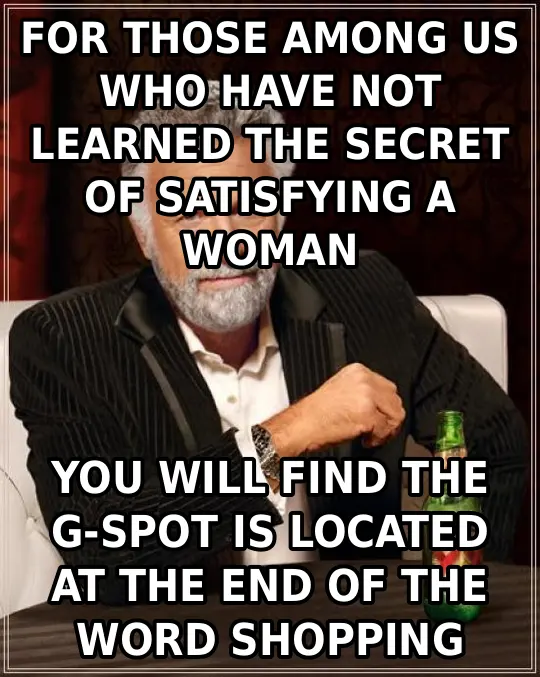 FOR THOSE AMONG US
WHO HAVE NOT
LEARNED THE SECRET
OF SATISFYING A
WOMAN
YOU WILL FIND THE
G-SPOT IS LOCATED
AT THE END OF THE
WORD SHOPPING